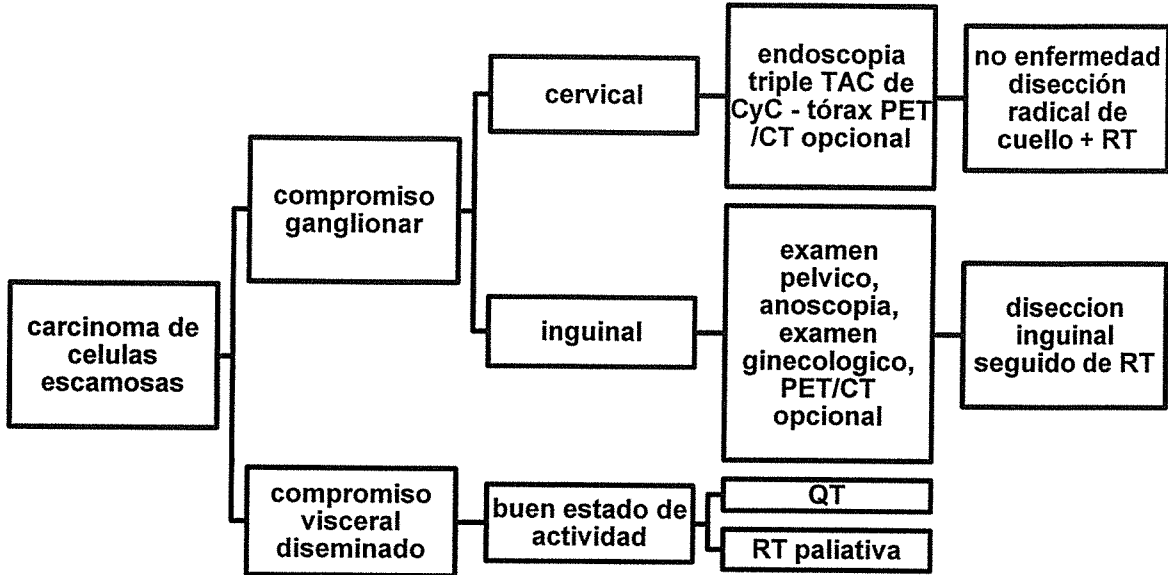 carcinoma de
celulas
escamosas
compromiso
ganglionar
cervical
endoscopia
triple TAC de
CyC - tórax PET
/CT opcional
no enfermedad
disección
radical de
cuello + RT
inguinal
examen
pelvico,
anoscopia,
examen
ginecologico,
PET/CT
opcional
diseccion
inguinal
seguido de RT
compromiso
visceral
diseminado
buen estado de
actividad
QT
RT paliativa